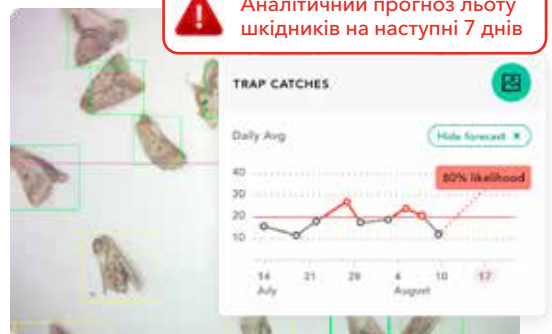 Аналітичний прогноз льоту
шкідників на наступні 7 днів
TRAP CATCHES
Daily Avg
Hide forecast ×
40
80% likelihood
30
20
10
14 21 28 4 10 17
July August